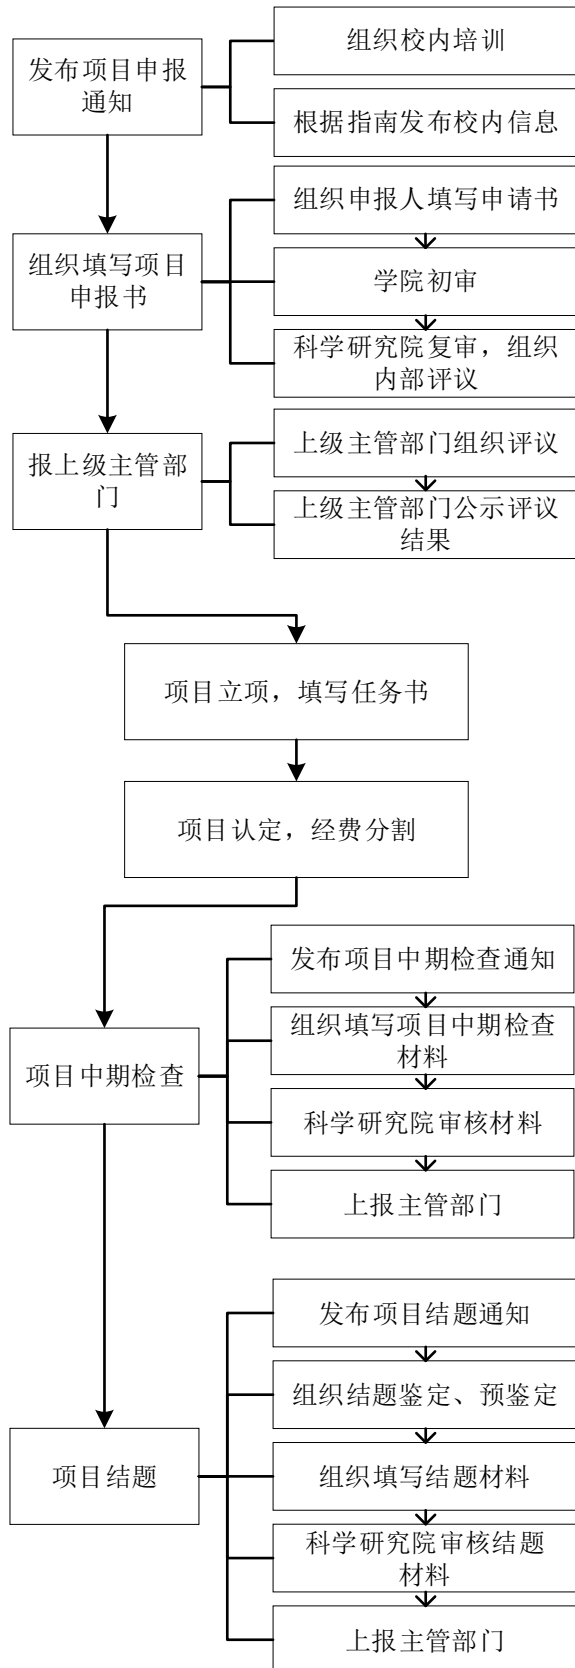 发布项目申报
通知
组织校内培训
根据指南发布校内信息
组织填写项目
申报书
组织申报人填写申请书
学院初审
科学研究院复审，组织
内部评议
报上级主管部
门
上级主管部门组织评议
上级主管部门公示评议
结果
项目立项，填写任务书
项目认定，经费分割
项目中期检查
发布项目中期检查通知
组织填写项目中期检查
材料
科学研究院审核材料
上报主管部门
项目结题
发布项目结题通知
组织结题鉴定、预鉴定
组织填写结题材料
科学研究院审核结题
材料
上报主管部门